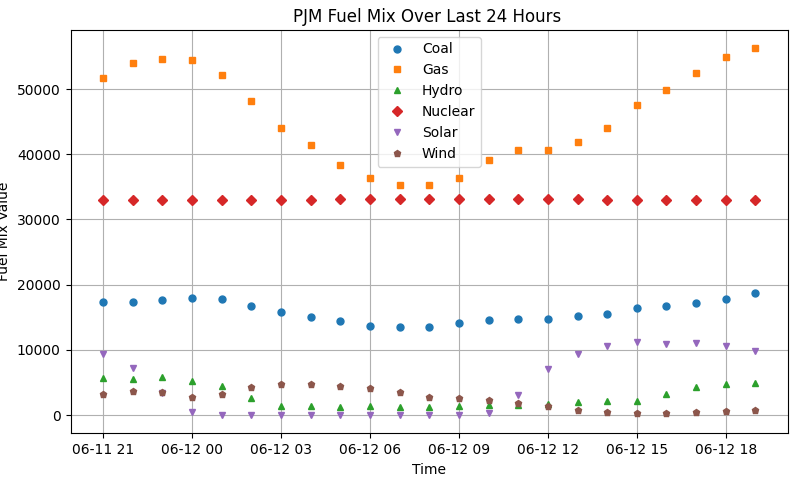 PJM Fuel Mix Over Last 24 Hours
Coal
Gas
Hydro
Nuclear
Solar
Wind
50000
40000
30000
20000
10000
0
Fuel Mix Value
06-11 21 06-12 00 06-12 03 06-12 06 06-12 09 06-12 12 06-12 15 06-12 18
Time